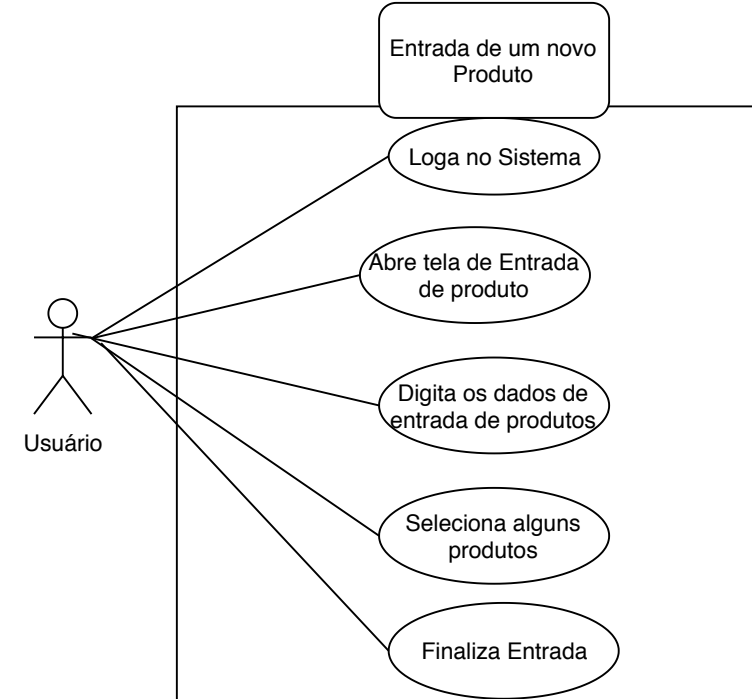 Entrada de um novo
Produto
Loga no Sistema
Abre tela de Entrada
de produto
Digita os dados de
entrada de produtos
Usuário
Seleciona alguns
produtos
Finaliza Entrada